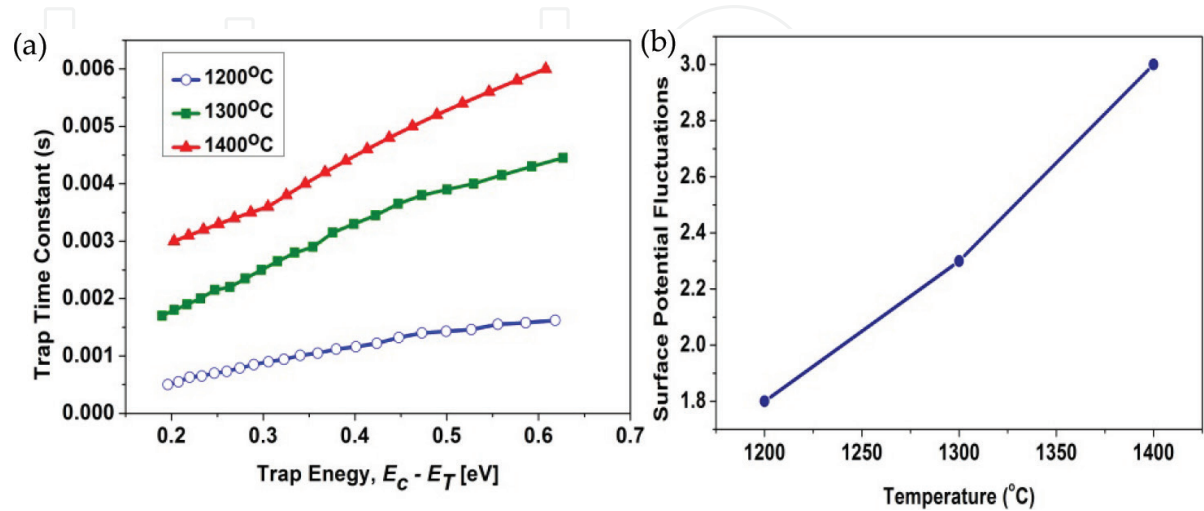 (a)
Trap Time Constant (s)
0.006
0.005
0.004
0.003
0.002
0.001
0.000
1200°C
1300°C
1400°C
0.2 0.3 0.4 0.5 0.6 0.7
Trap Enegy, E_c - E_T [eV]
(b)
Surface Potential Fluctuations
3.0
2.8
2.6
2.4
2.2
2.0
1.8
1200 1250 1300 1350 1400
Temperature (°C)